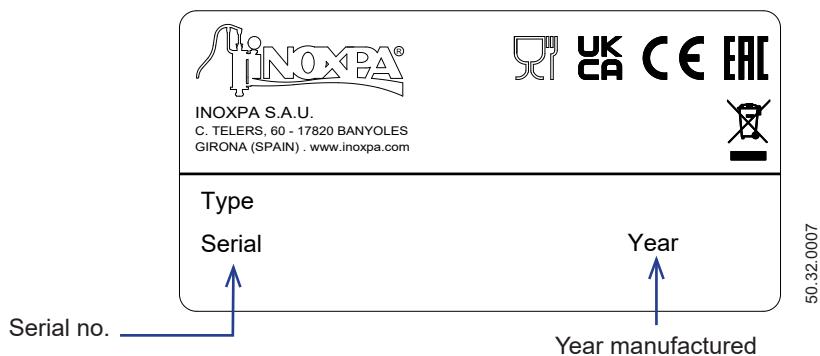 iNOXPA®
UK
CA
CE
EAC
INOXPA S.A.U.
C. TELERS, 60 - 17820 BANYOLES
GIRONA (SPAIN) . www.inoxpa.com
Type
Serial
Year
Serial no.
Year manufactured
50.32.0007